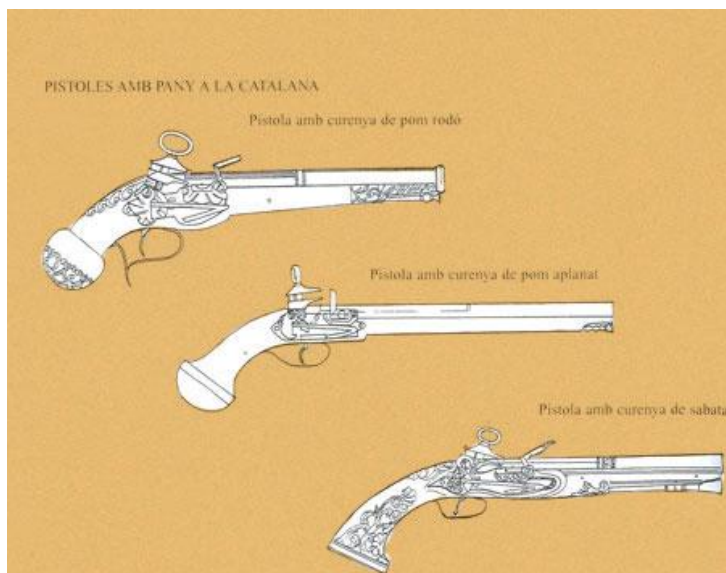 PISTOLES AMB PANY A LA CATALANA
Pistola amb curenya de pom rodó
Pistola amb curenya de pom aplanat
Pistola amb curenya de sabata